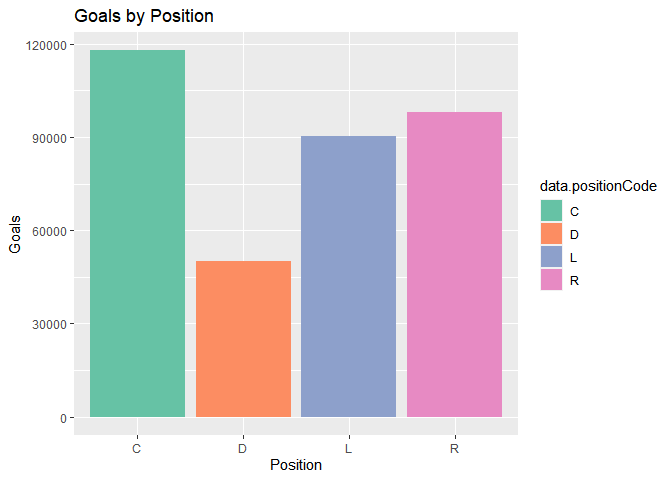 Goals by Position
120000
90000
60000
30000
0
Goals
C D L R
Position
data.positionCode
C
D
L
R